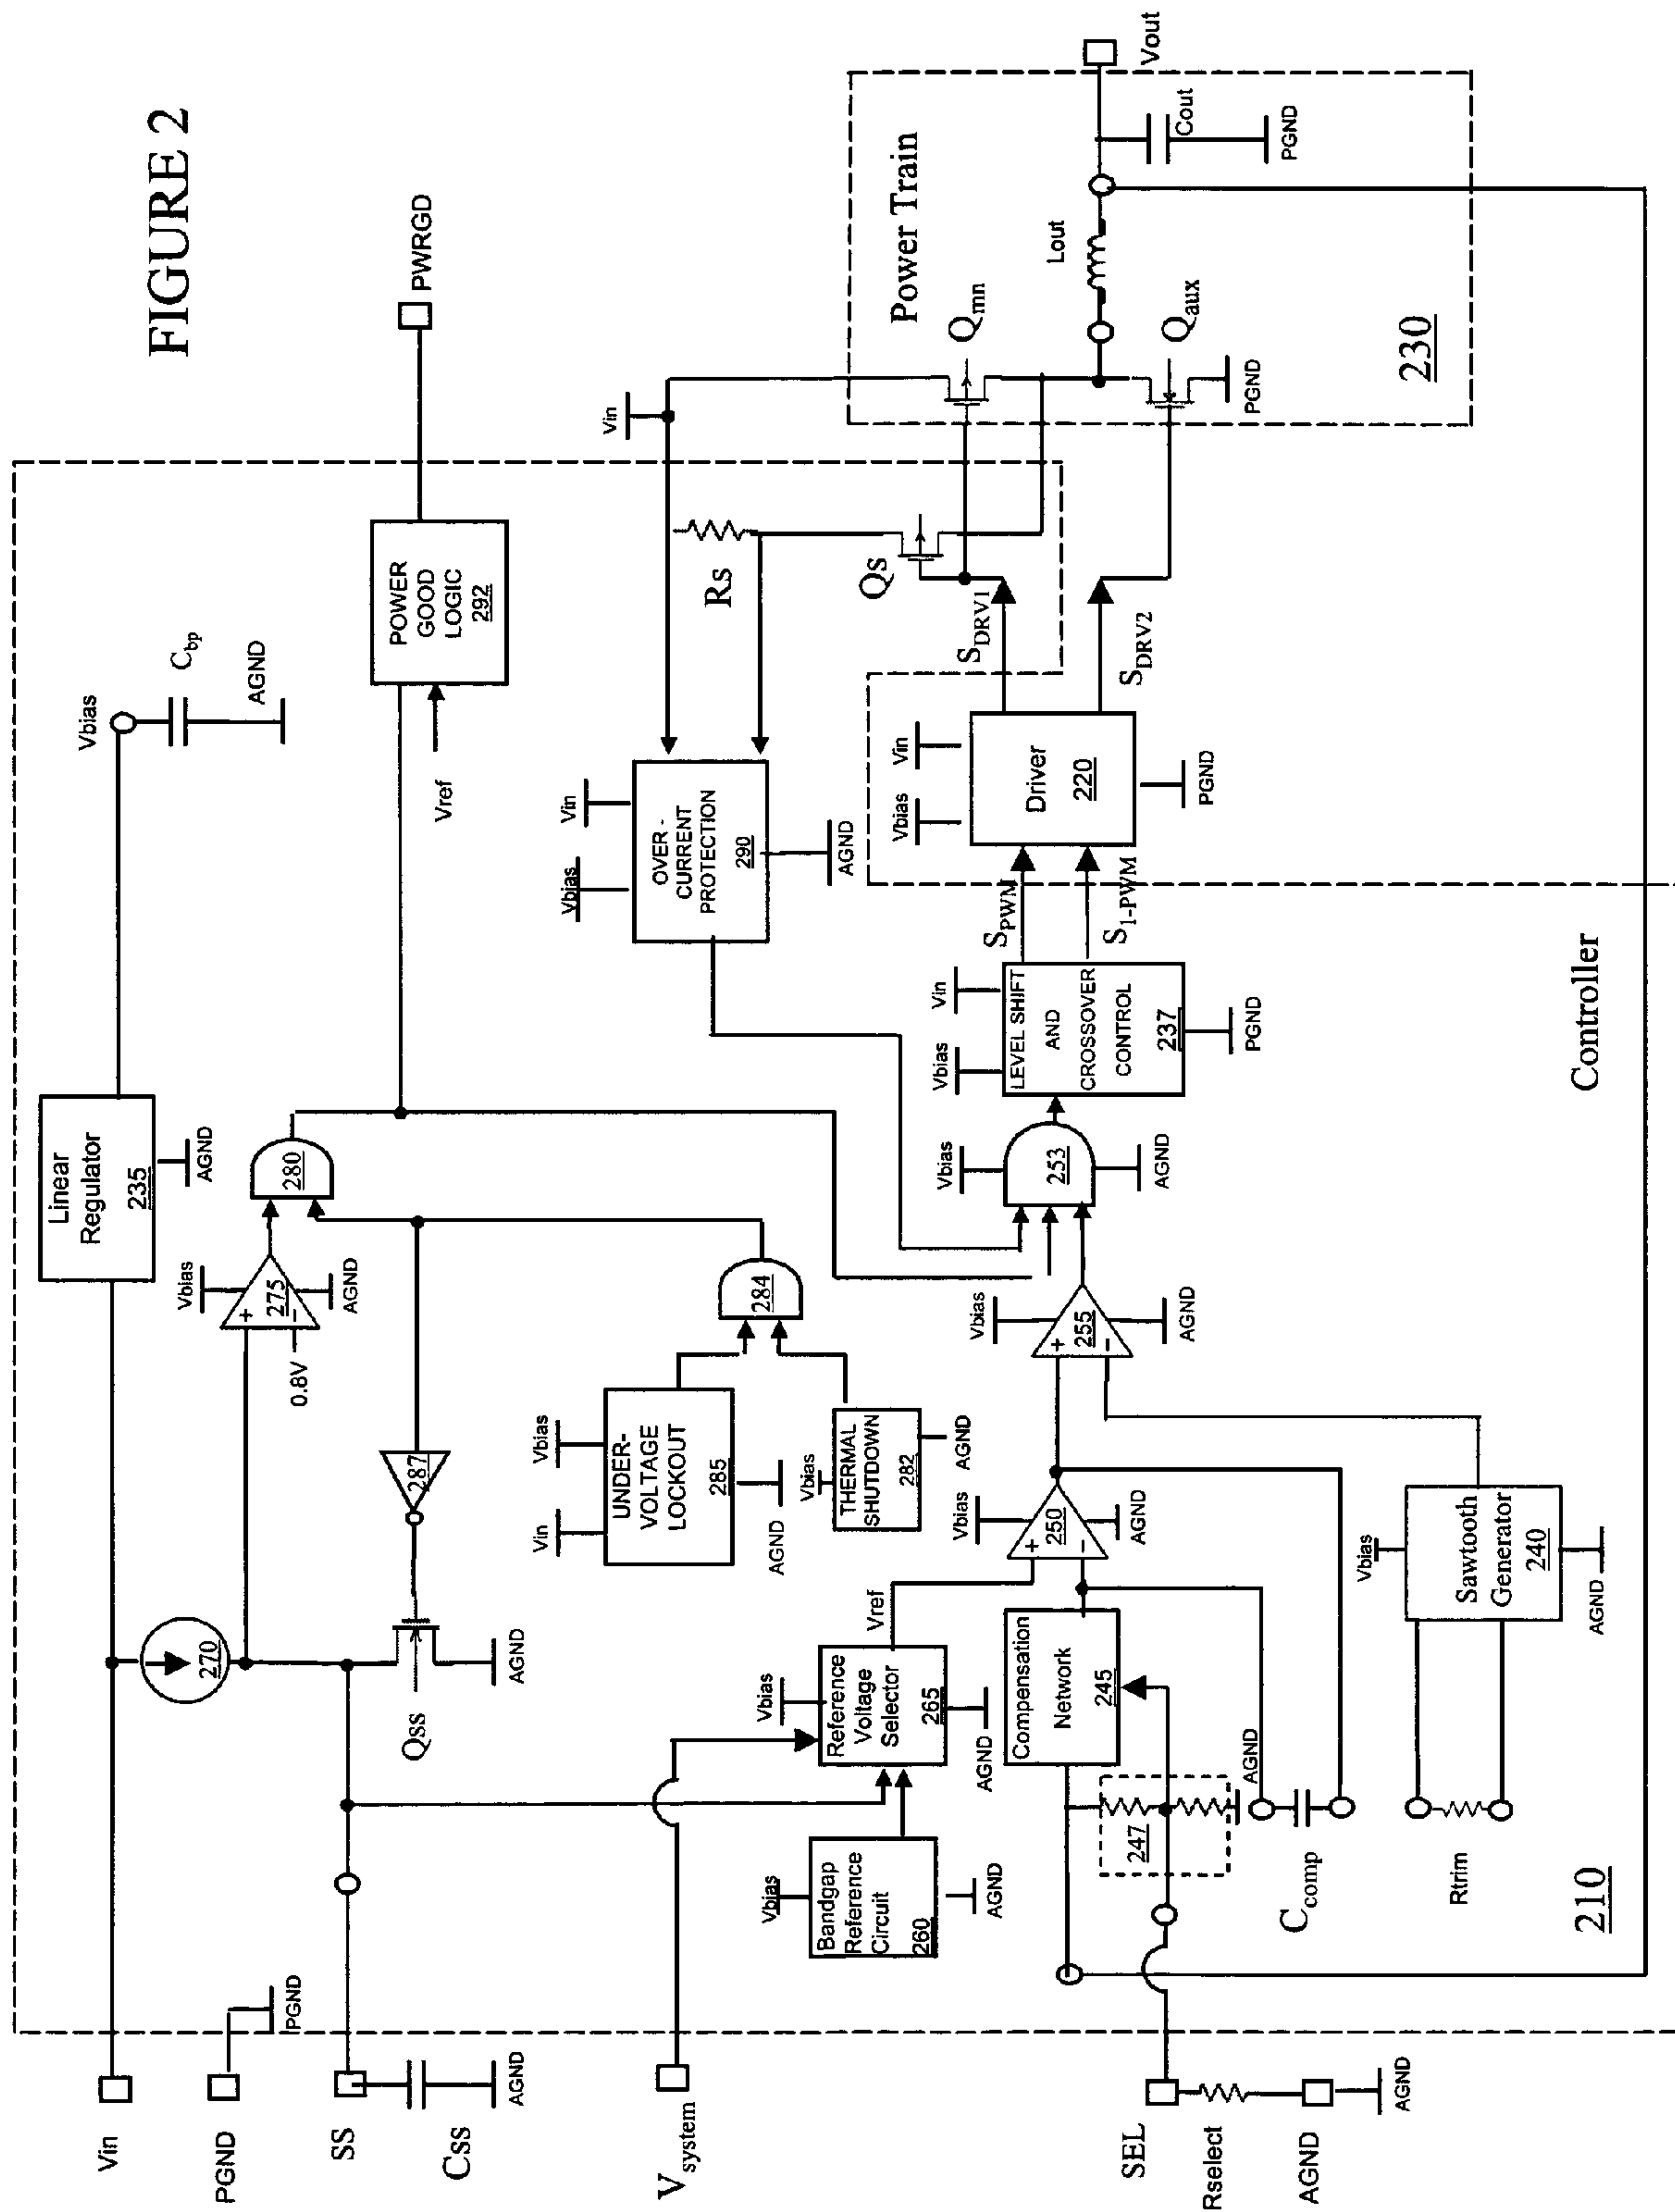 FIGURE 2
Vin
PGND
PGND
SS
Css
AGND
V system
SEL
Rselect
AGND
AGND
Linear
Regulator
235
AGND
Vbias
Cbp
AGND
270
Vbias
275
+
-
0.8V
AGND
280
Qss
AGND
287
POWER
GOOD
LOGIC
292
Vref
PWRGD
Vin
Vbias
UNDER-
VOLTAGE
LOCKOUT
285
AGND
Vbias
THERMAL
SHUTDOWN
282
AGND
284
Vbias
Vin
OVER -
CURRENT
PROTECTION
290
AGND
Vin
Rs
Qs
Vbias
Bandgap
Reference
Circuit
260
AGND
Vbias
Reference
Voltage
Selector
265
AGND
Vref
Compensation
Network
245
247
AGND
Ccomp
Vbias
250
+
-
AGND
Vbias
255
+
-
AGND
Vbias
253
AGND
Vbias
Vin
LEVEL SHIFT
AND
CROSSOVER
CONTROL
237
PGND
SPWM
S1-PWM
Vbias
Vin
Driver
220
PGND
SDRV1
SDRV2
Rtrim
Vbias
Sawtooth
Generator
240
AGND
210
Controller
Power Train
Qmn
Qaux
PGND
Lout
Cout
PGND
Vout
230